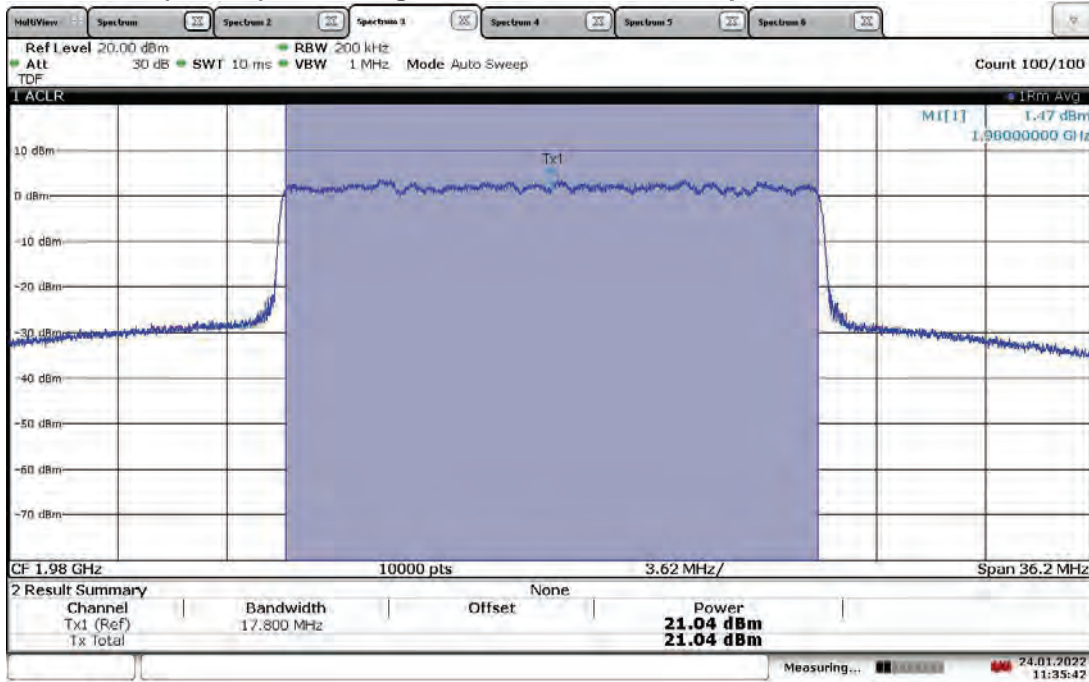 MultiView Spectrum Spectrum 2 Spectrum 3 Spectrum 4 Spectrum 5 Spectrum 6
Ref Level 20.00 dBm RBW 200 kHz
Att 30 dB SWT 10 ms VBW 1 MHz Mode Auto Sweep Count 100/100
TDF
1 ACLR 1Rm Avg
M1[1] 1.47 dBm
1.98000000 GHz
10 dBm
Tx1
0 dBm
-10 dBm
-20 dBm
-30 dBm
-40 dBm
-50 dBm
-60 dBm
-70 dBm
CF 1.98 GHz 10000 pts 3.62 MHz/ Span 36.2 MHz
2 Result Summary None
Channel Bandwidth Offset Power
Tx1 (Ref) 17.800 MHz 21.04 dBm
Tx Total 21.04 dBm
Measuring... 24.01.2022
11:35:42